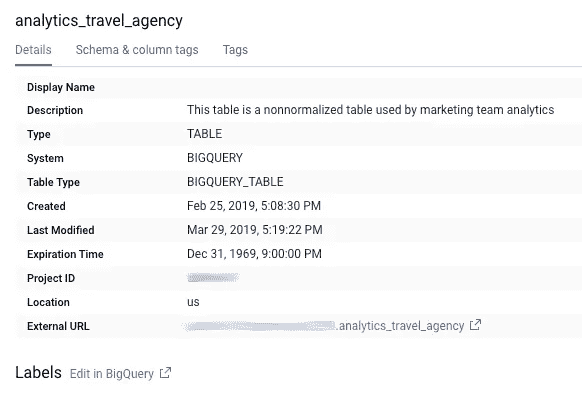 analytics_travel_agency
Details Schema & column tags Tags
Display Name
Description This table is a nonnormalized table used by marketing team analytics
Type TABLE
System BIGQUERY
Table Type BIGQUERY_TABLE
Created Feb 25, 2019, 5:08:30 PM
Last Modified Mar 29, 2019, 5:19:22 PM
Expiration Time Dec 31, 1969, 9:00:00 PM
Project ID
Location us
External URL .analytics_travel_agency
Labels Edit in BigQuery